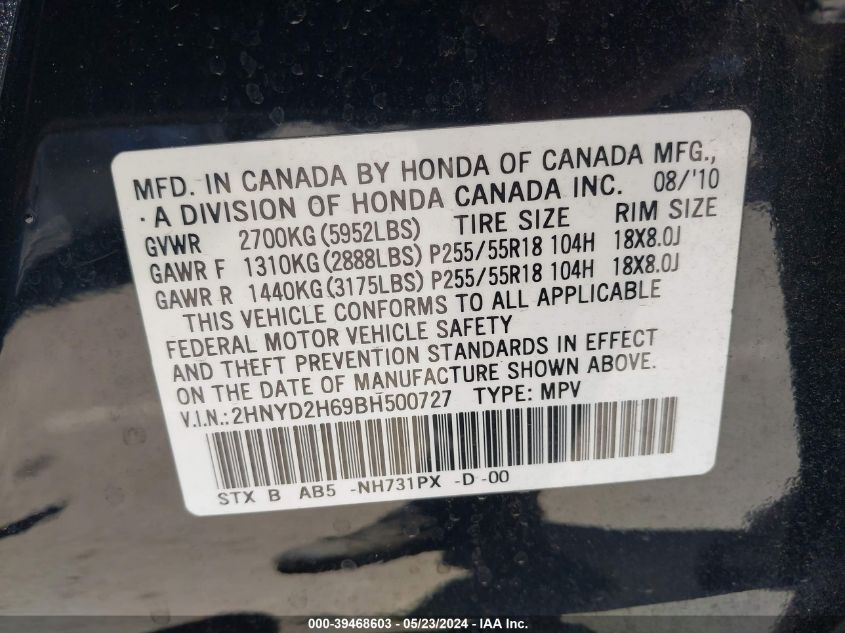 MFD. IN CANADA BY HONDA OF CANADA MFG.,
. A DIVISION OF HONDA CANADA INC. 08/'10
GVWR 2700KG(5952LBS) TIRE SIZE RIM SIZE
GAWR F 1310KG(2888LBS) P255/55R18 104H 18X8.0J
GAWR R 1440KG(3175LBS) P255/55R18 104H 18X8.0J
THIS VEHICLE CONFORMS TO ALL APPLICABLE
FEDERAL MOTOR VEHICLE SAFETY
AND THEFT PREVENTION STANDARDS IN EFFECT
ON THE DATE OF MANUFACTURE SHOWN ABOVE.
V.I.N.:2HNYD2H69BH500727 TYPE: MPV
STX B AB5 -NH731PX -D -00
000-39468603 - 05/23/2024 - IAA Inc.